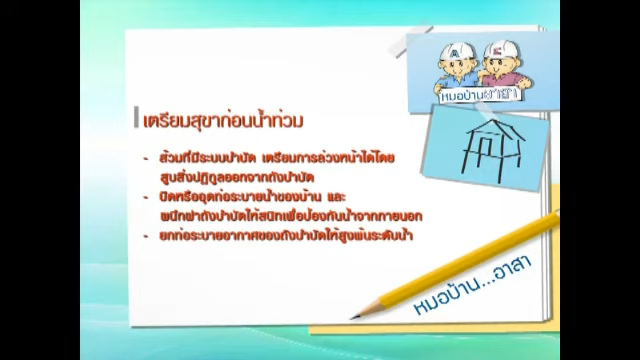 A E
หมอบ้านอาสา
เตรียมสุขาก่อนน้ำท่วม
- ส้วมที่มีระบบบำบัด เตรียมการล่วงหน้าได้โดย
สูบสิ่งปฏิกูลออกจากถังบำบัด
- ปิดหรืออุดท่อระบายน้ำของบ้าน และ
ผนึกฝาถังบำบัดให้สนิทเพื่อป้องกันน้ำจากภายนอก
- ยกท่อระบายอากาศของถังบำบัดให้สูงพ้นระดับน้ำ
หมอบ้าน...อาสา